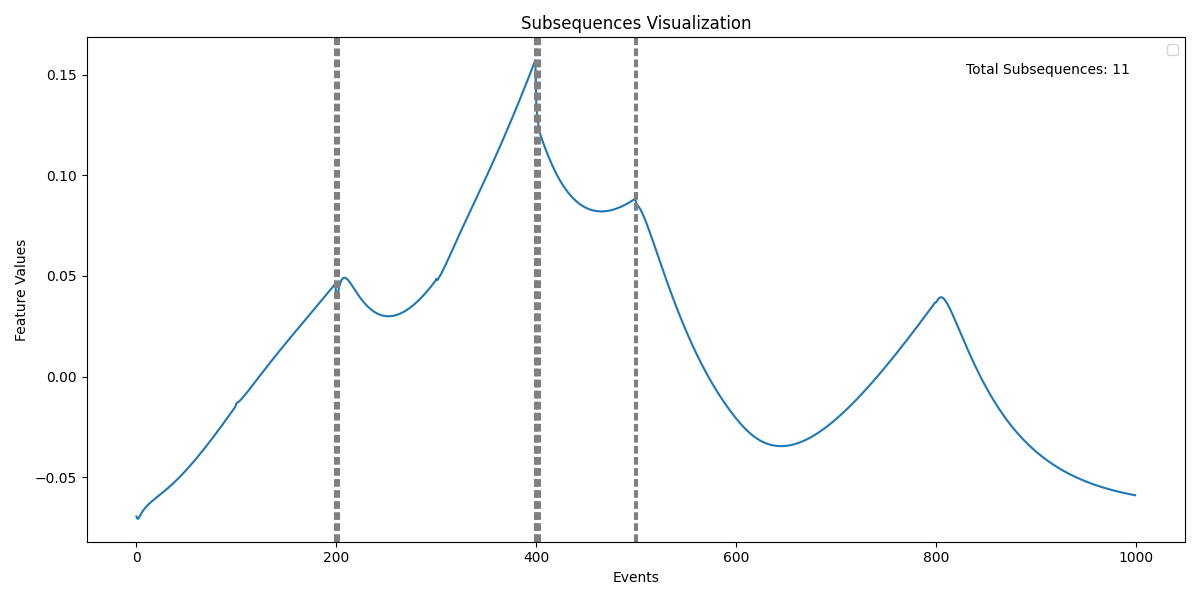 Subsequences Visualization
Total Subsequences: 11
Feature Values
0.15
0.10
0.05
0.00
−0.05
0 200 400 600 800 1000
Events